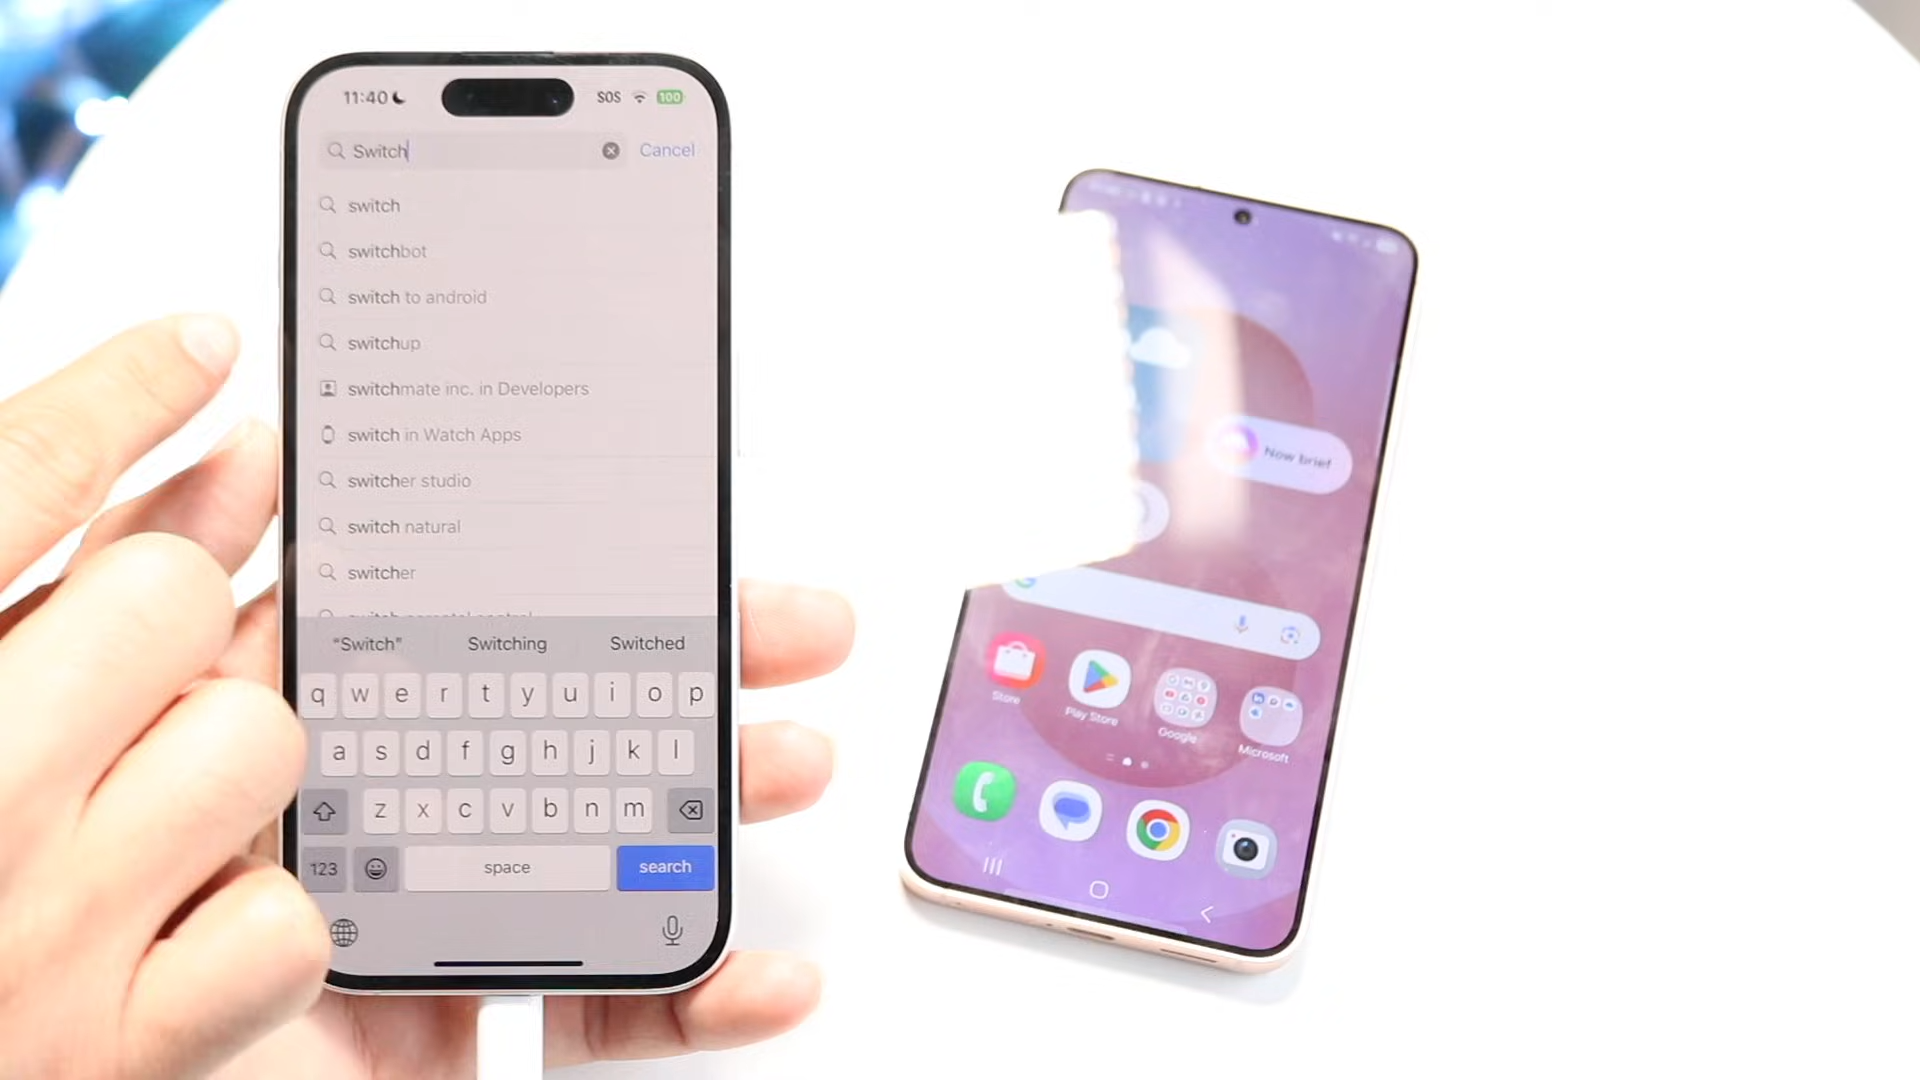 11:40
SOS
100
Switch
Cancel
switch
switchbot
switch to android
switchup
switchmate inc. in Developers
switch in Watch Apps
switcher studio
switch natural
switcher
“Switch”
Switching
Switched
q w e r t y u i o p
a s d f g h j k l
z x c v b n m
123
space
search
Now brief
Store
Play Store
Google
Microsoft